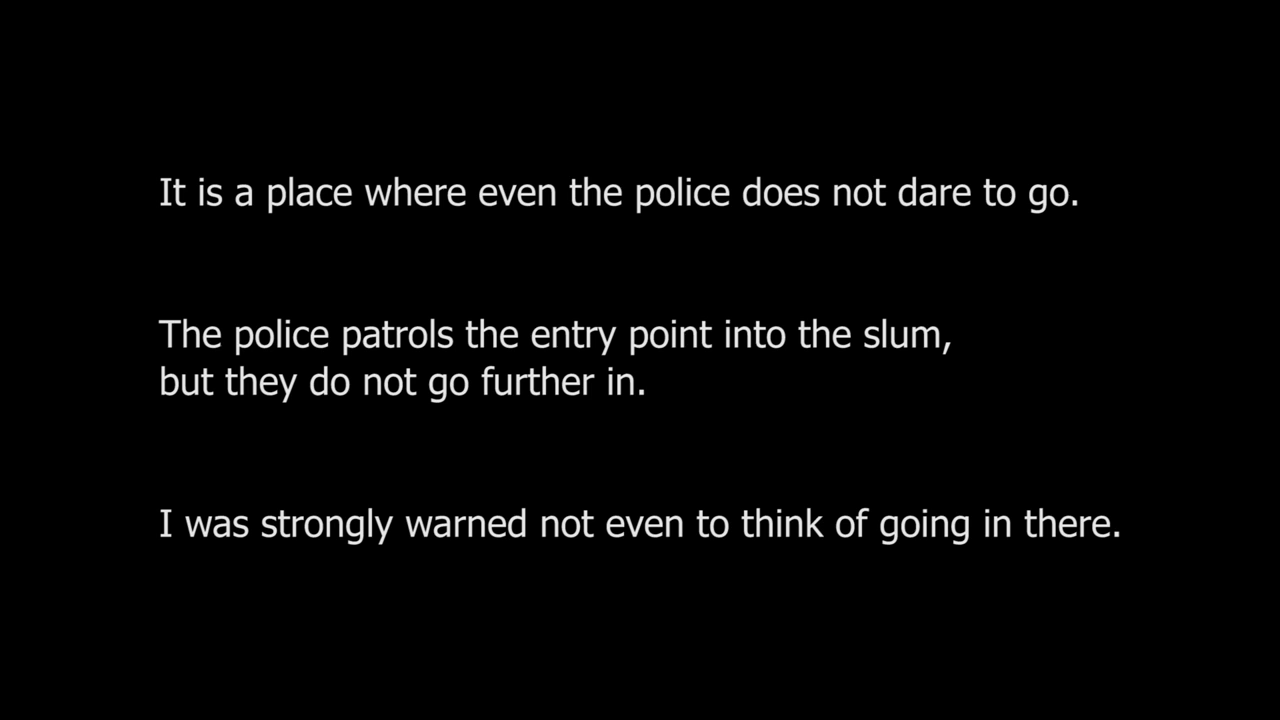 It is a place where even the police does not dare to go.
The police patrols the entry point into the slum,
but they do not go further in.
I was strongly warned not even to think of going in there.